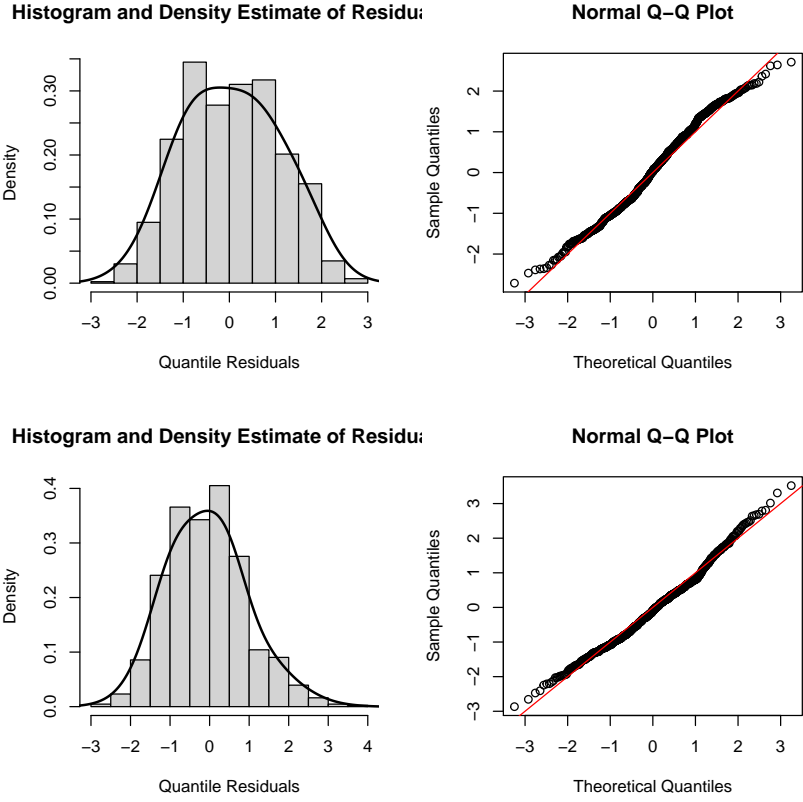 Histogram and Density Estimate of Residua
Density
0.00 0.10 0.20 0.30
−3 −2 −1 0 1 2 3
Quantile Residuals
Normal Q−Q Plot
Sample Quantiles
−2 −1 0 1 2
−3 −2 −1 0 1 2 3
Theoretical Quantiles
Histogram and Density Estimate of Residua
Density
0.0 0.1 0.2 0.3 0.4
−3 −2 −1 0 1 2 3 4
Quantile Residuals
Normal Q−Q Plot
Sample Quantiles
−3 −2 −1 0 1 2 3
−3 −2 −1 0 1 2 3
Theoretical Quantiles